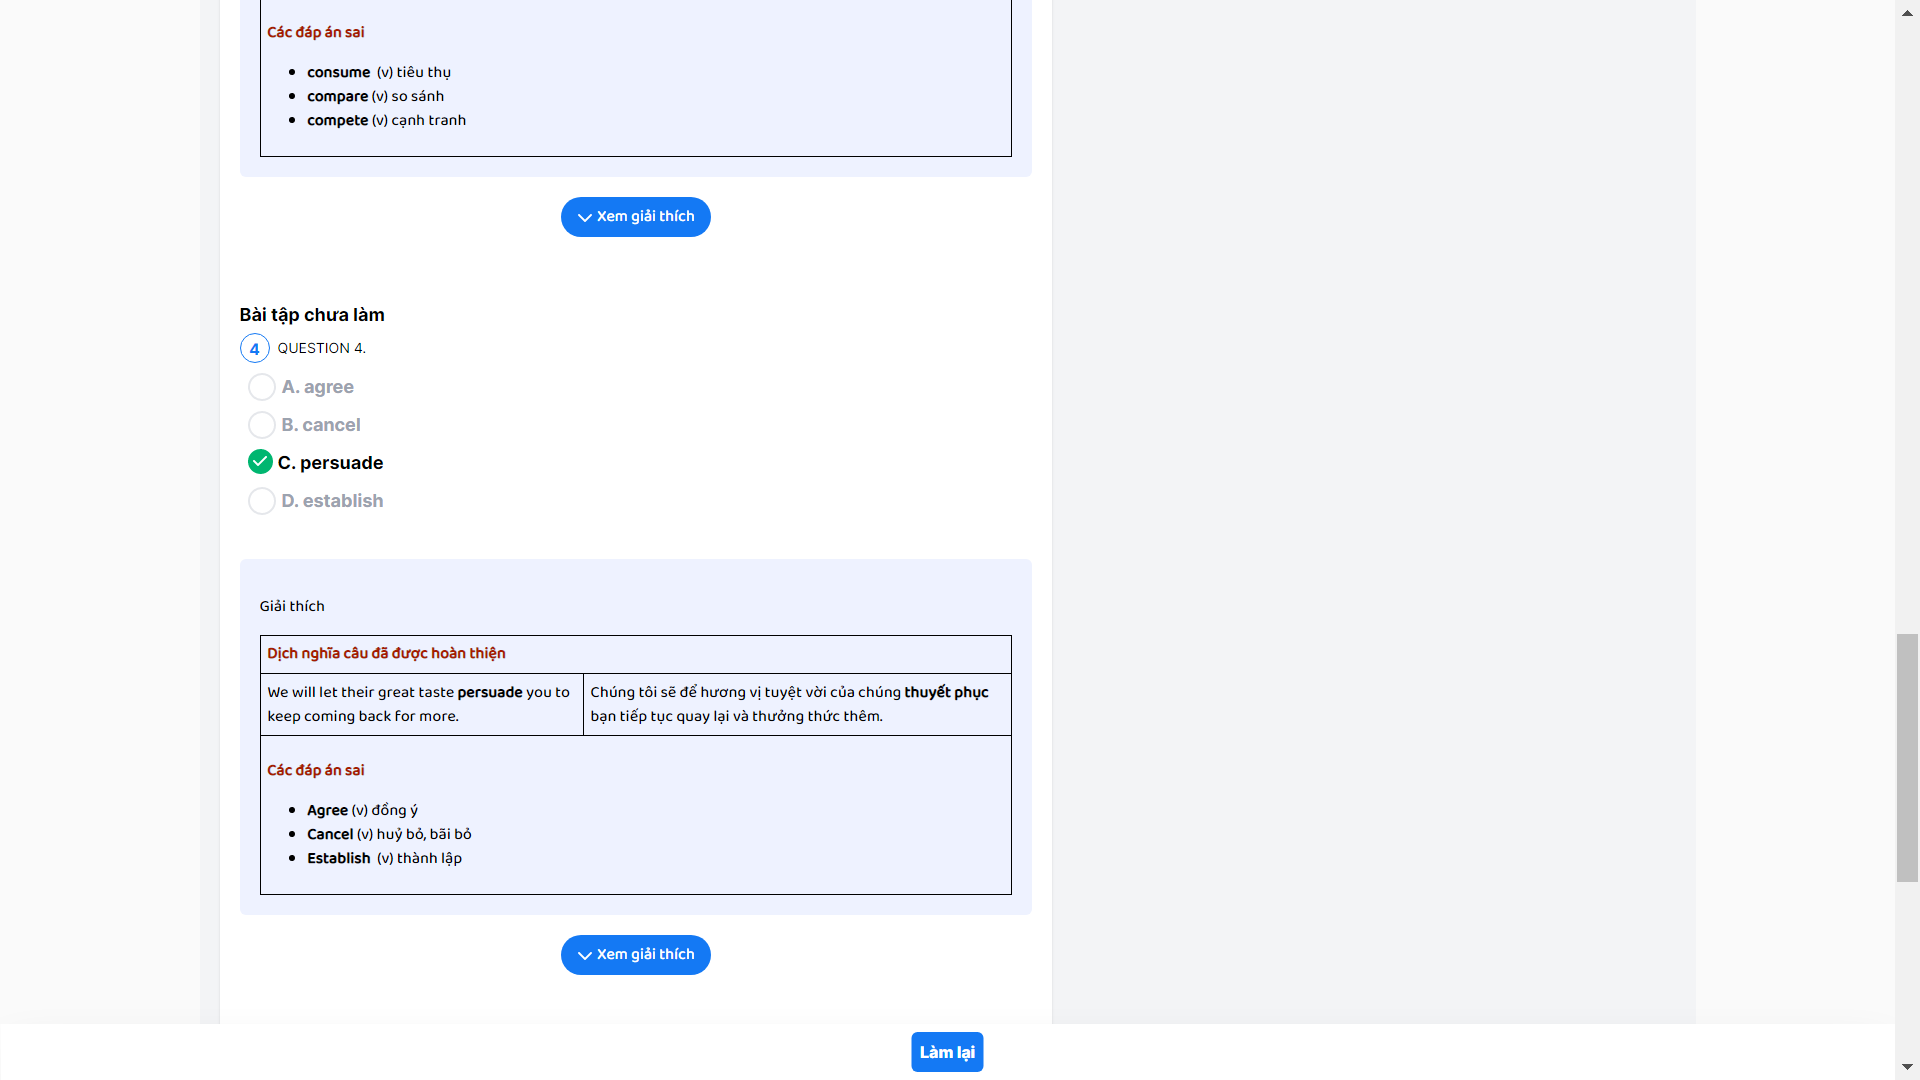 Các đáp án sai
consume (v) tiêu thụ
compare (v) so sánh
compete (v) cạnh tranh
Xem giải thích
Bài tập chưa làm
4 QUESTION 4.
A. agree
B. cancel
C. persuade
D. establish
Giải thích
Dịch nghĩa câu đã được hoàn thiện
We will let their great taste persuade you to
keep coming back for more.
Chúng tôi sẽ để hương vị tuyệt vời của chúng thuyết phục
bạn tiếp tục quay lại và thưởng thức thêm.
Các đáp án sai
Agree (v) đồng ý
Cancel (v) huỷ bỏ, bãi bỏ
Establish (v) thành lập
Xem giải thích
Làm lại